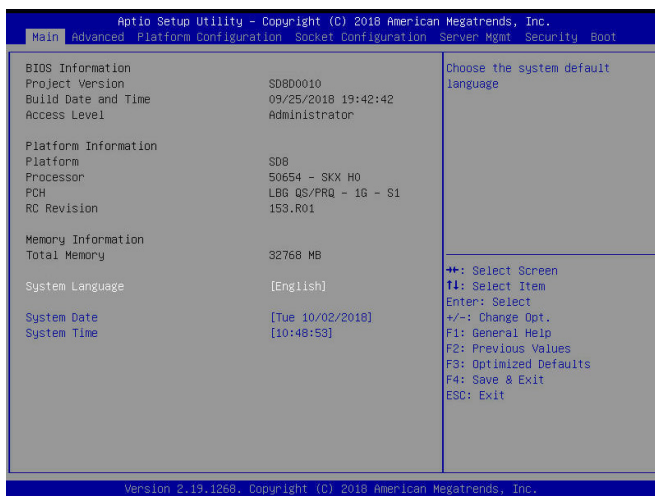 Aptio Setup Utility – Copyright (C) 2018 American Megatrends, Inc.
Main Advanced Platform Configuration Socket Configuration Server Mgmt Security Boot
BIOS Information
Project Version SD8D0010
Build Date and Time 09/25/2018 19:42:42
Access Level Administrator
Platform Information
Platform SD8
Processor 50654 – SKX H0
PCH LBG QS/PRQ – 1G – S1
RC Revision 153.R01
Memory Information
Total Memory 32768 MB
System Language [English]
System Date [Tue 10/02/2018]
System Time [10:48:53]
Choose the system default
language
→←: Select Screen
↑↓: Select Item
Enter: Select
+/-: Change Opt.
F1: General Help
F2: Previous Values
F3: Optimized Defaults
F4: Save & Exit
ESC: Exit
Version 2.19.1268. Copyright (C) 2018 American Megatrends, Inc.